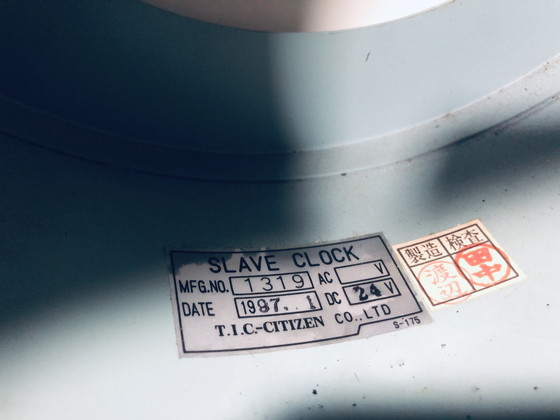 SLAVE CLOCK
MFG.NO. 1319 AC V
DATE 1987. 1 DC 24 V
T.I.C.-CITIZEN CO.,LTD
S-175
製造 検査
渡辺 田中